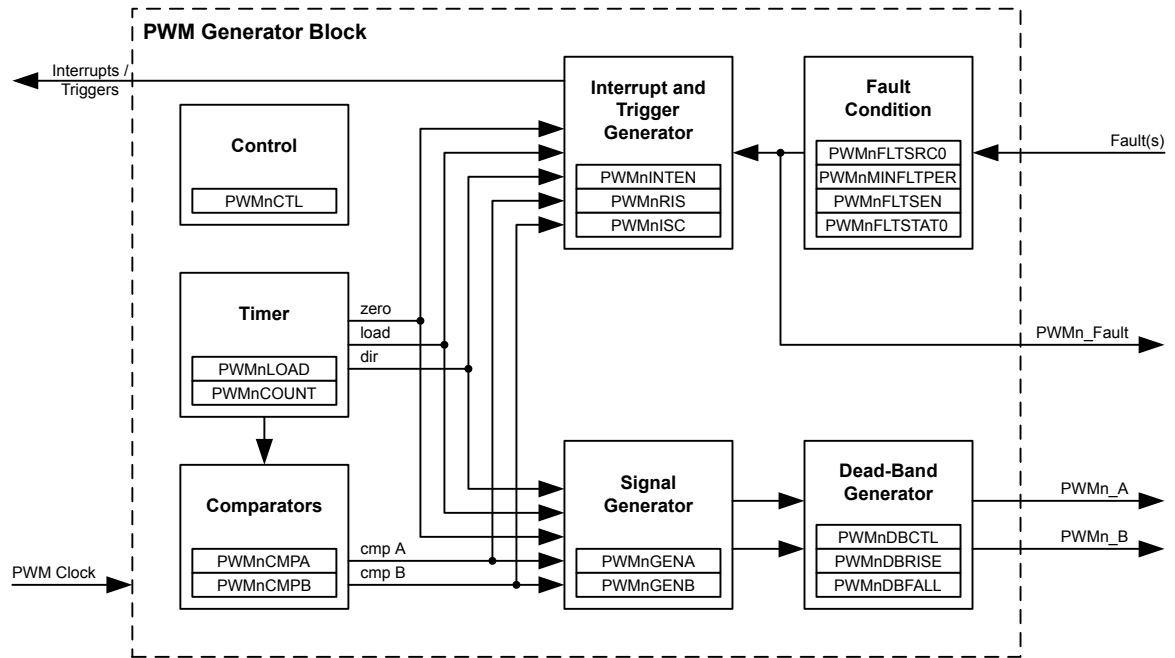 PWM Generator Block
Interrupts /
Triggers
Control
PWMnCTL
Interrupt and
Trigger
Generator
PWMnINTEN
PWMnRIS
PWMnISC
Fault
Condition
PWMnFLTSRC0
PWMnMINFLTPER
PWMnFLTSEN
PWMnFLTSTAT0
Fault(s)
Timer
PWMnLOAD
PWMnCOUNT
zero
load
dir
PWMn_Fault
Comparators
PWMnCMPA
PWMnCMPB
cmp A
cmp B
PWM Clock
Signal
Generator
PWMnGENA
PWMnGENB
Dead-Band
Generator
PWMnDBCTL
PWMnDBRISE
PWMnDBFALL
PWMn_A
PWMn_B